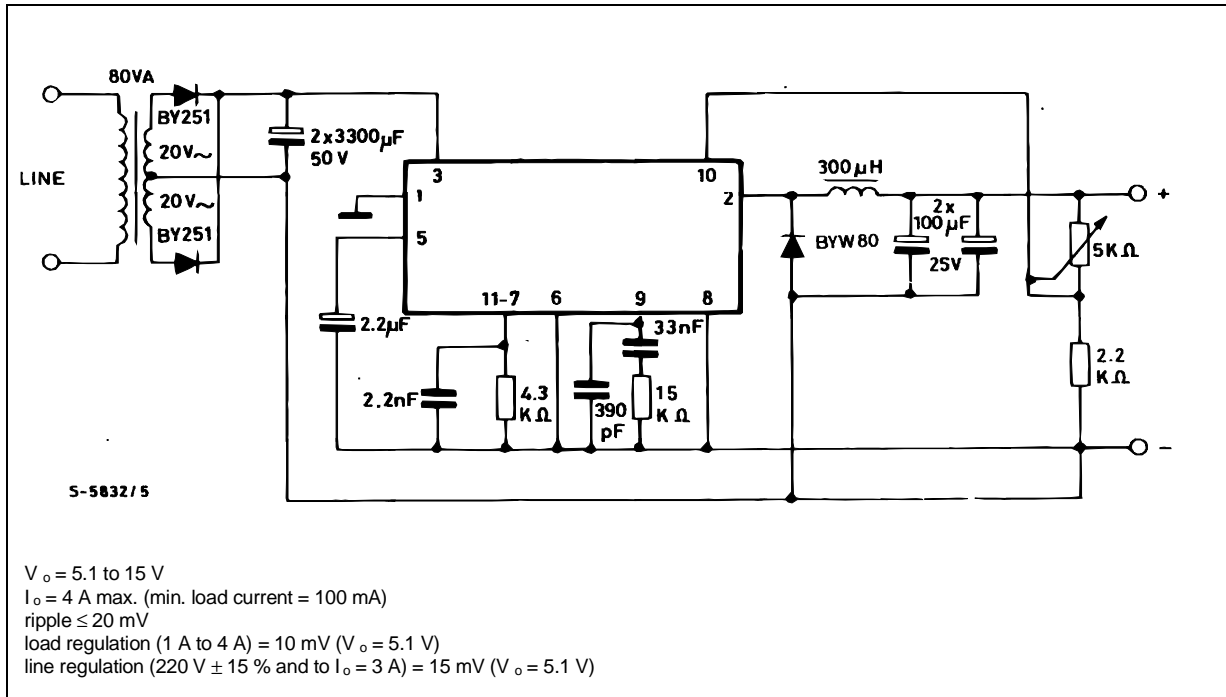 80VA
BY251
20V~
LINE
20V~
BY251
2x3300µF
50V
3
10
1
2
5
11-7
6
9
8
300µH
2x
100µF
25V
BYW80
5KΩ
2.2µF
33nF
2.2nF
4.3
KΩ
390
pF
15
KΩ
2.2
KΩ
+
-
S-5832/5
V o = 5.1 to 15 V
I o = 4 A max. (min. load current = 100 mA)
ripple ≤ 20 mV
load regulation (1 A to 4 A) = 10 mV (V o = 5.1 V)
line regulation (220 V ± 15 % and to I o = 3 A) = 15 mV (V o = 5.1 V)